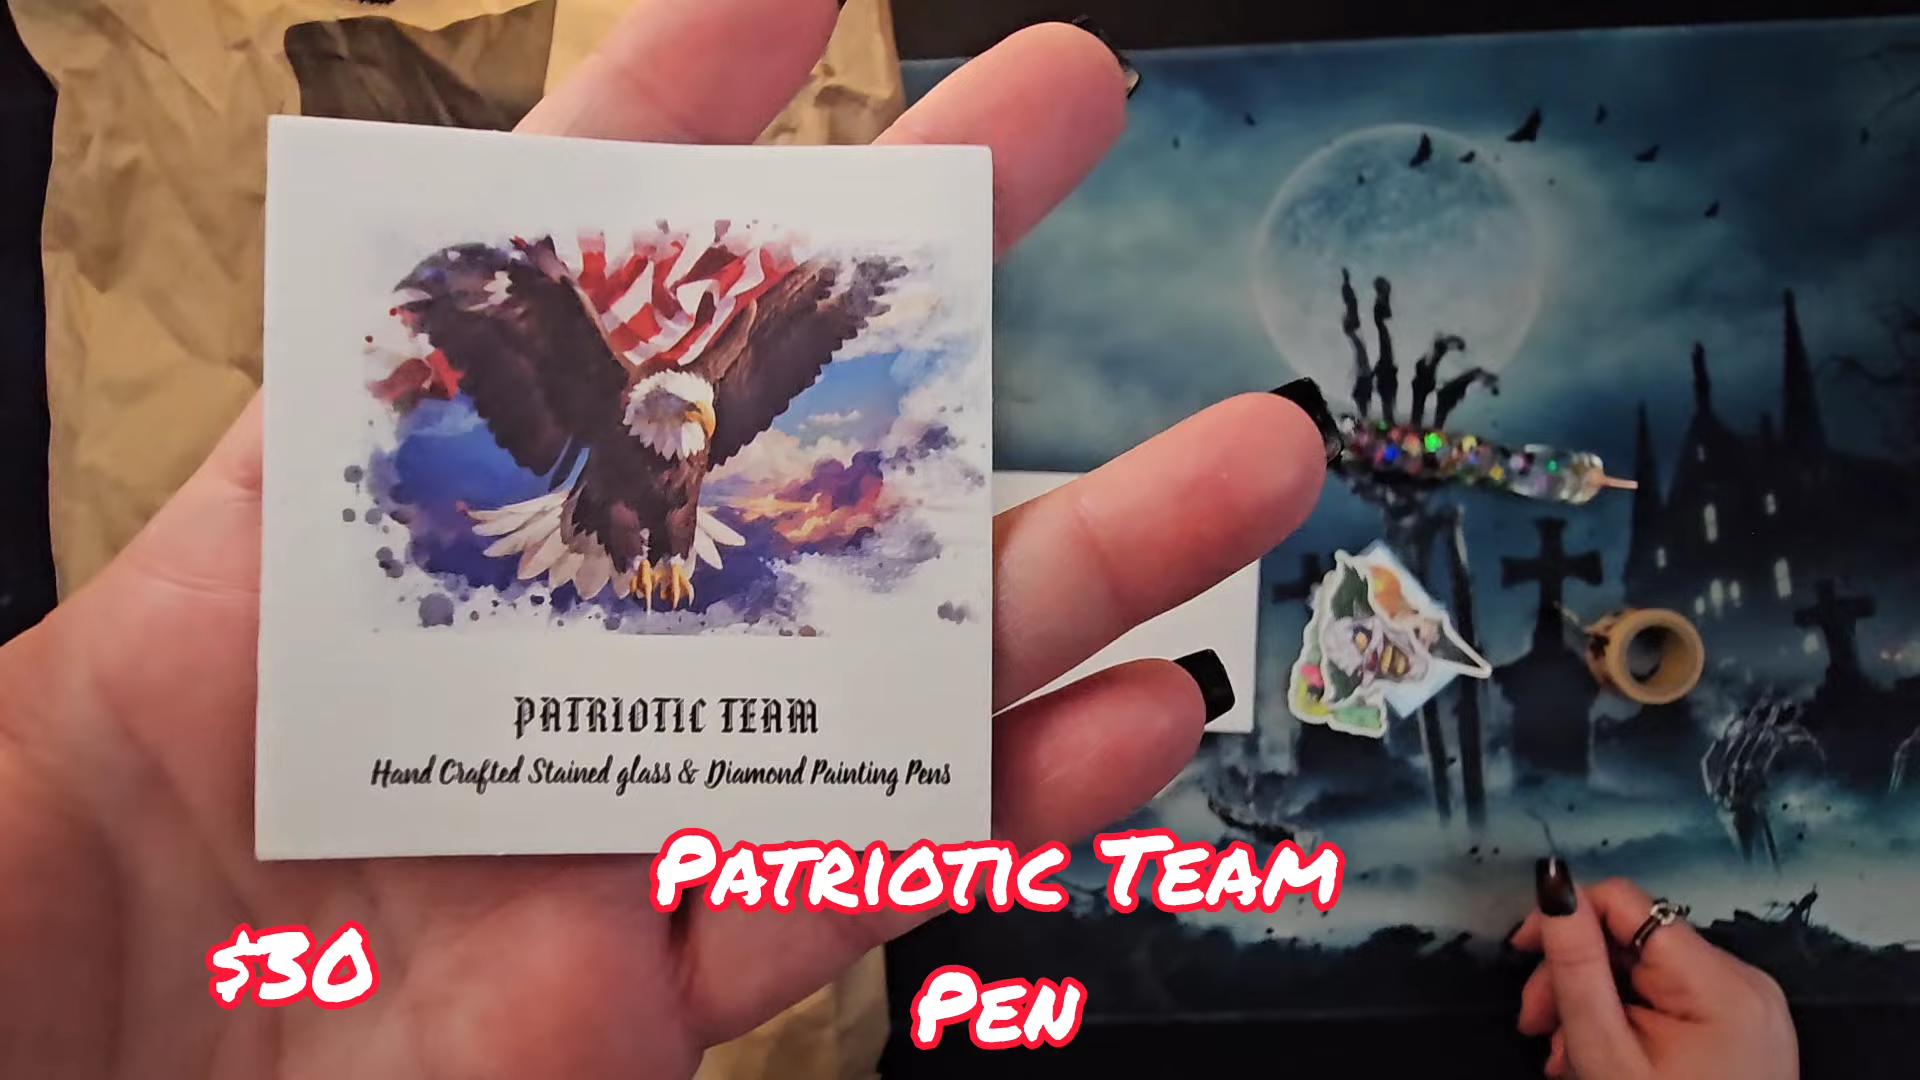 PATRIOTIC TEAM
Hand Crafted Stained glass & Diamond Painting Pens
Patriotic Team
Pen
$30